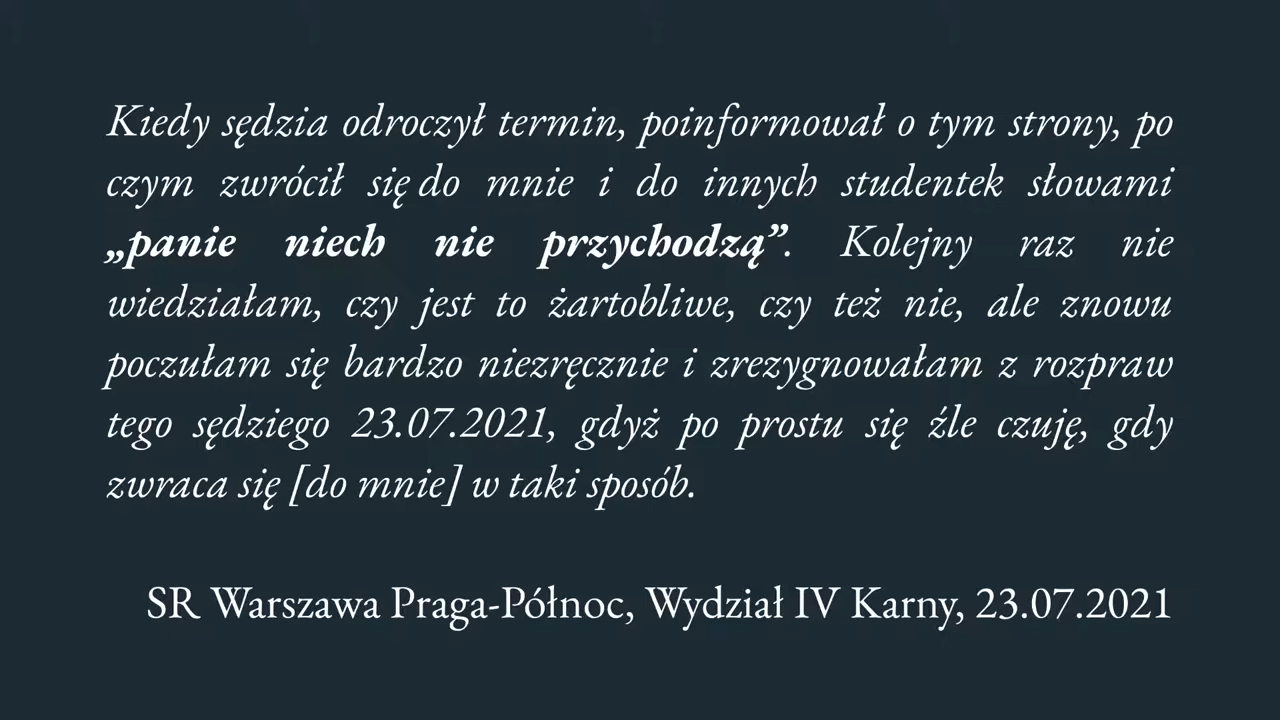 Kiedy sędzia odroczył termin, poinformował o tym strony, po
czym zwrócił się do mnie i do innych studentek słowami
„panie niech nie przychodzą”. Kolejny raz nie
wiedziałam, czy jest to żartobliwe, czy też nie, ale znowu
poczułam się bardzo niezręcznie i zrezygnowałam z rozpraw
tego sędziego 23.07.2021, gdyż po prostu się źle czuję, gdy
zwraca się [do mnie] w taki sposób.
SR Warszawa Praga-Północ, Wydział IV Karny, 23.07.2021